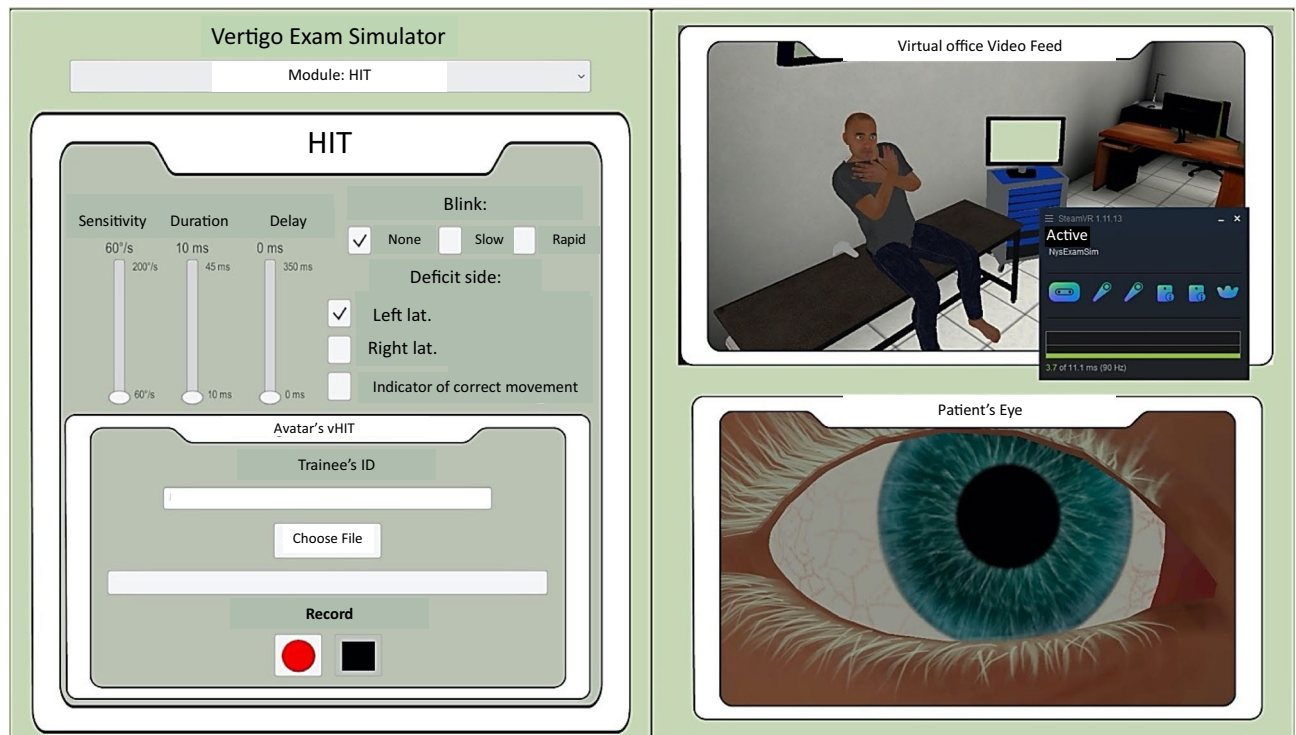 Vertigo Exam Simulator
Module: HIT
HIT
Sensitivity Duration Delay
60°/s 10 ms 0 ms
200°/s 45 ms 350 ms
60°/s 10 ms 0 ms
Blink:
None Slow Rapid
Deficit side:
Left lat.
Right lat.
Indicator of correct movement
Avatar's vHIT
Trainee's ID
Choose File
Record
Virtual office Video Feed
SteamVR 1.11.13
Active
NysExamSim
3.7 of 11.1 ms (90 Hz)
Patient's Eye